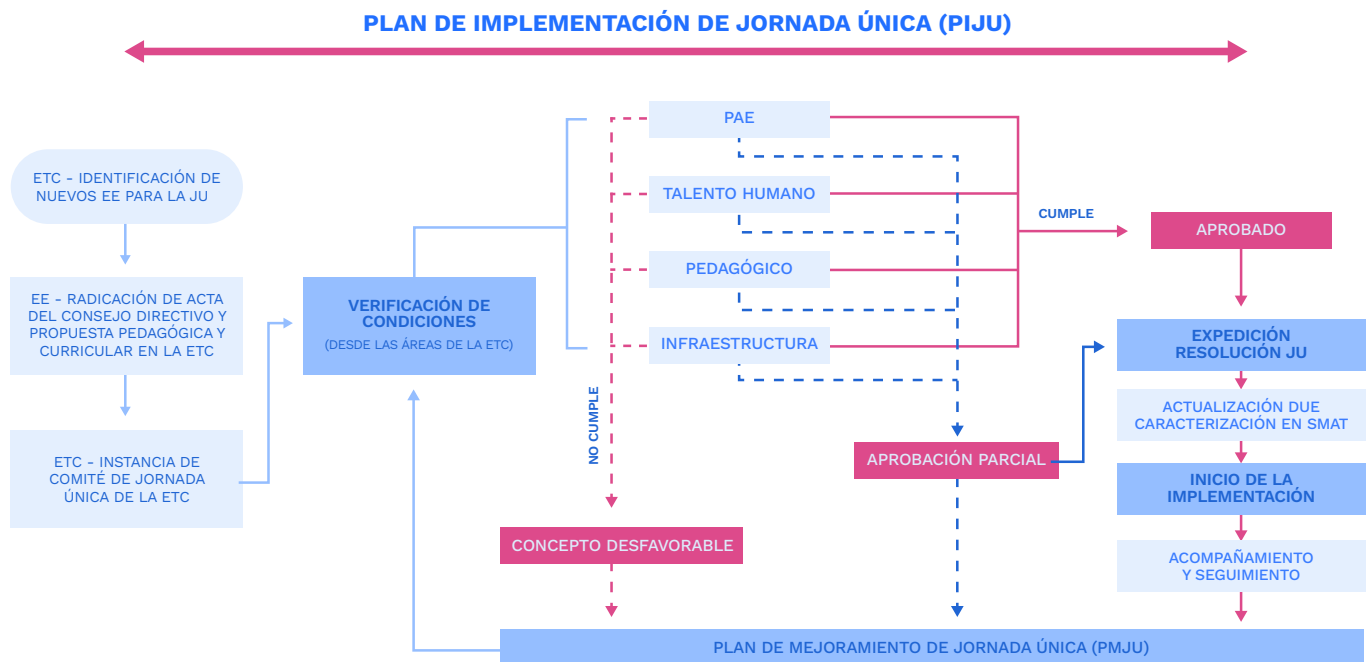 PLAN DE IMPLEMENTACIÓN DE JORNADA ÚNICA (PIJU)
ETC - IDENTIFICACIÓN DE
NUEVOS EE PARA LA JU
EE - RADICACIÓN DE ACTA
DEL CONSEJO DIRECTIVO Y
PROPUESTA PEDAGÓGICA Y
CURRICULAR EN LA ETC
ETC - INSTANCIA DE
COMITÉ DE JORNADA
ÚNICA DE LA ETC
VERIFICACIÓN DE
CONDICIONES
(DESDE LAS ÁREAS DE LA ETC)
PAE
TALENTO HUMANO
PEDAGÓGICO
INFRAESTRUCTURA
NO CUMPLE
CONCEPTO DESFAVORABLE
APROBACIÓN PARCIAL
CUMPLE
APROBADO
EXPEDICIÓN
RESOLUCIÓN JU
ACTUALIZACIÓN DUE
CARACTERIZACIÓN EN SMAT
INICIO DE LA
IMPLEMENTACIÓN
ACOMPAÑAMIENTO
Y SEGUIMIENTO
PLAN DE MEJORAMIENTO DE JORNADA ÚNICA (PMJU)